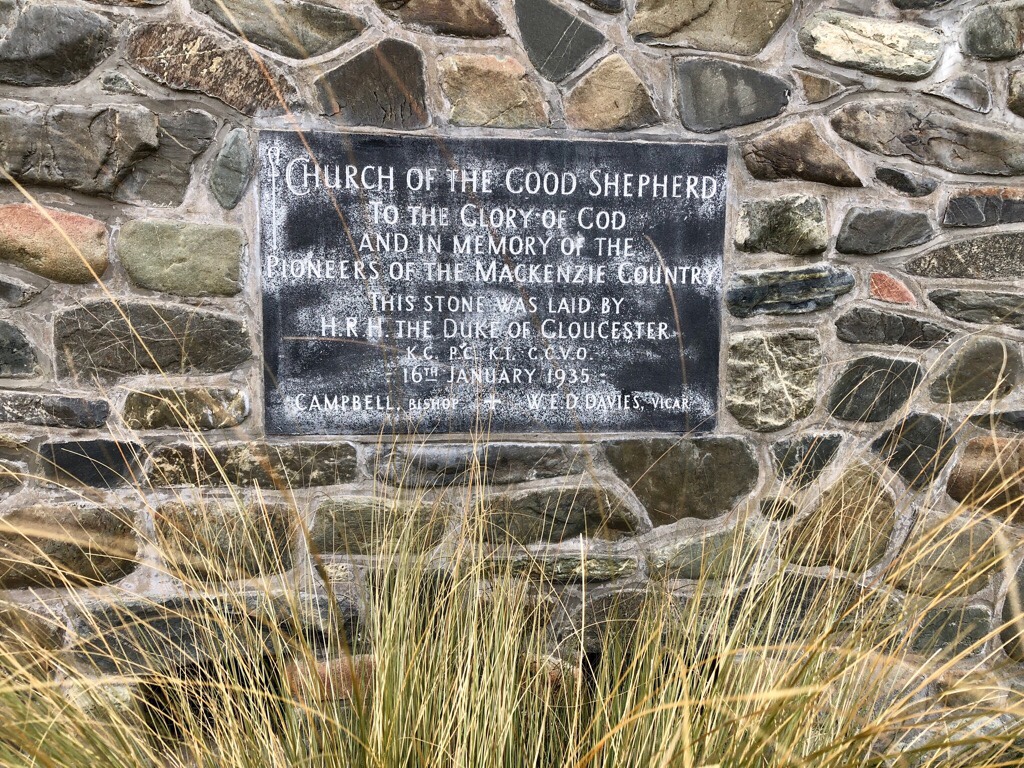 CHURCH OF THE GOOD SHEPHERD
TO THE GLORY OF GOD
AND IN MEMORY OF THE
PIONEERS OF THE MACKENZIE COUNTRY
THIS STONE WAS LAID BY
H.R.H. THE DUKE OF GLOUCESTER
K.G. P.C. K.T. G.C.V.O.
16TH JANUARY 1935
CAMPBELL, BISHOP + W.E.D. DAVIES, VICAR